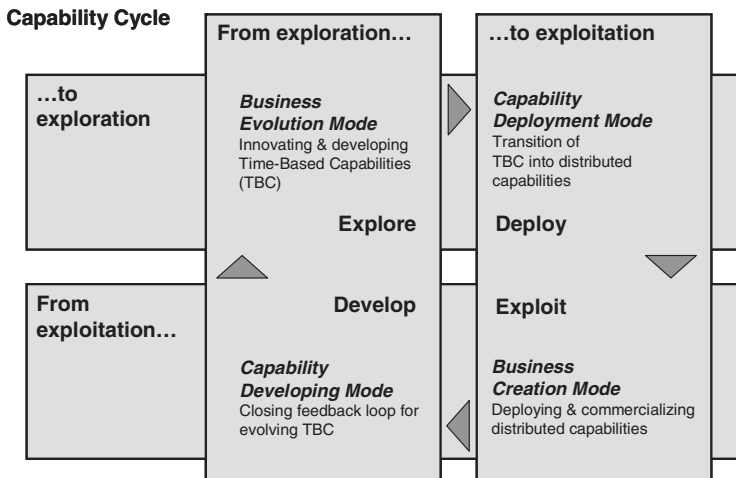 Capability Cycle
From exploration…
…to exploitation
…to
exploration
Business
Evolution Mode
Innovating & developing
Time-Based Capabilities
(TBC)
Explore
Capability
Deployment Mode
Transition of
TBC into distributed
capabilities
Deploy
From
exploitation…
Develop
Capability
Developing Mode
Closing feedback loop for
evolving TBC
Exploit
Business
Creation Mode
Deploying & commercializing
distributed capabilities